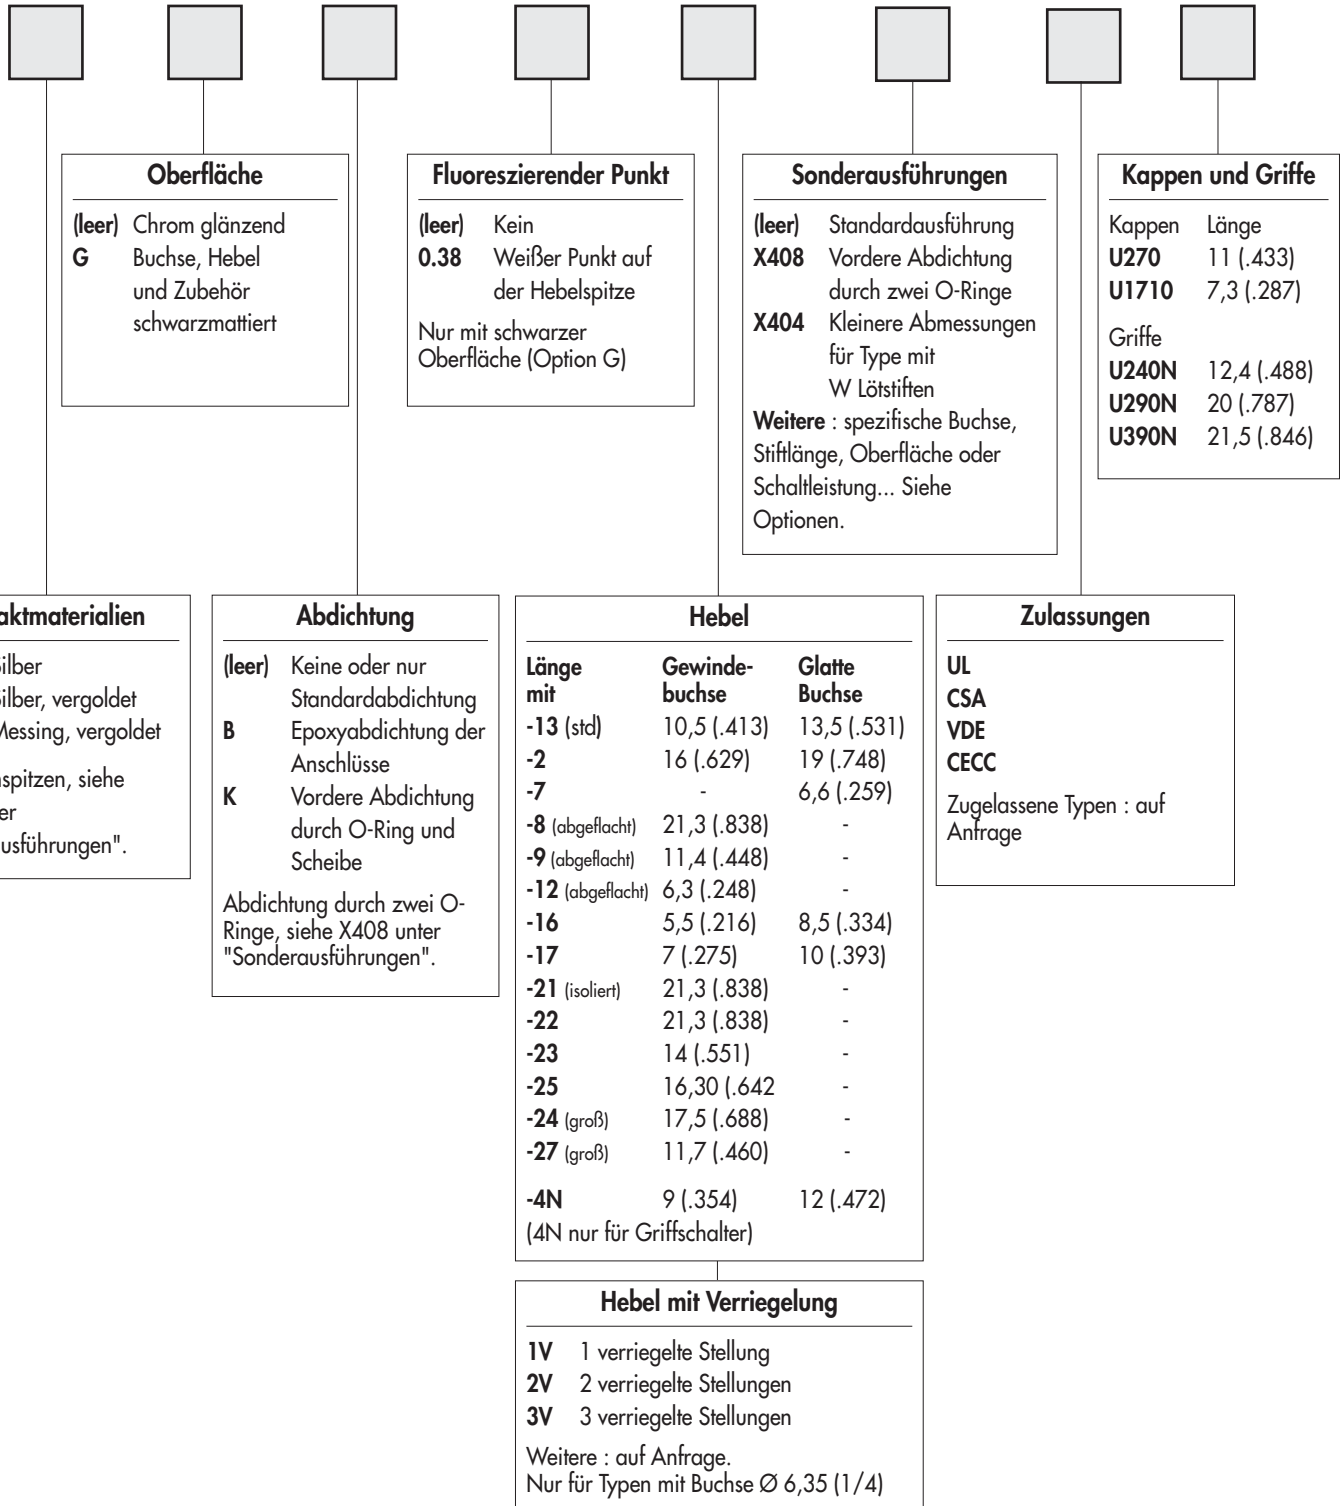 Oberfläche
(leer) Chrom glänzend
G Buchse, Hebel
und Zubehör
schwarzmattiert
Fluoreszierender Punkt
(leer) Kein
0.38 Weißer Punkt auf
der Hebelspitze
Nur mit schwarzer
Oberfläche (Option G)
Sonderausführungen
(leer) Standardausführung
X408 Vordere Abdichtung
durch zwei O-Ringe
X404 Kleinere Abmessungen
für Type mit
W Lötstiften
Weitere : spezifische Buchse,
Stiftlänge, Oberfläche oder
Schaltleistung... Siehe
Optionen.
Kappen und Griffe
Kappen Länge
U270 11 (.433)
U1710 7,3 (.287)
Griffe
U240N 12,4 (.488)
U290N 20 (.787)
U390N 21,5 (.846)
aktmaterialien
ilber
ilber, vergoldet
Messing, vergoldet
spitzen, siehe
er
usführungen".
Abdichtung
(leer) Keine oder nur
Standardabdichtung
B Epoxyabdichtung der
Anschlüsse
K Vordere Abdichtung
durch O-Ring und
Scheibe
Abdichtung durch zwei O-
Ringe, siehe X408 unter
"Sonderausführungen".
Hebel
Länge Gewinde- Glatte
mit buchse Buchse
-13 (std) 10,5 (.413) 13,5 (.531)
-2 16 (.629) 19 (.748)
-7 - 6,6 (.259)
-8 (abgeflacht) 21,3 (.838) -
-9 (abgeflacht) 11,4 (.448) -
-12 (abgeflacht) 6,3 (.248) -
-16 5,5 (.216) 8,5 (.334)
-17 7 (.275) 10 (.393)
-21 (isoliert) 21,3 (.838) -
-22 21,3 (.838) -
-23 14 (.551) -
-25 16,30 (.642 -
-24 (groß) 17,5 (.688) -
-27 (groß) 11,7 (.460) -
-4N 9 (.354) 12 (.472)
(4N nur für Griffschalter)
Zulassungen
UL
CSA
VDE
CECC
Zugelassene Typen : auf
Anfrage
Hebel mit Verriegelung
1V 1 verriegelte Stellung
2V 2 verriegelte Stellungen
3V 3 verriegelte Stellungen
Weitere : auf Anfrage.
Nur für Typen mit Buchse Ø 6,35 (1/4)